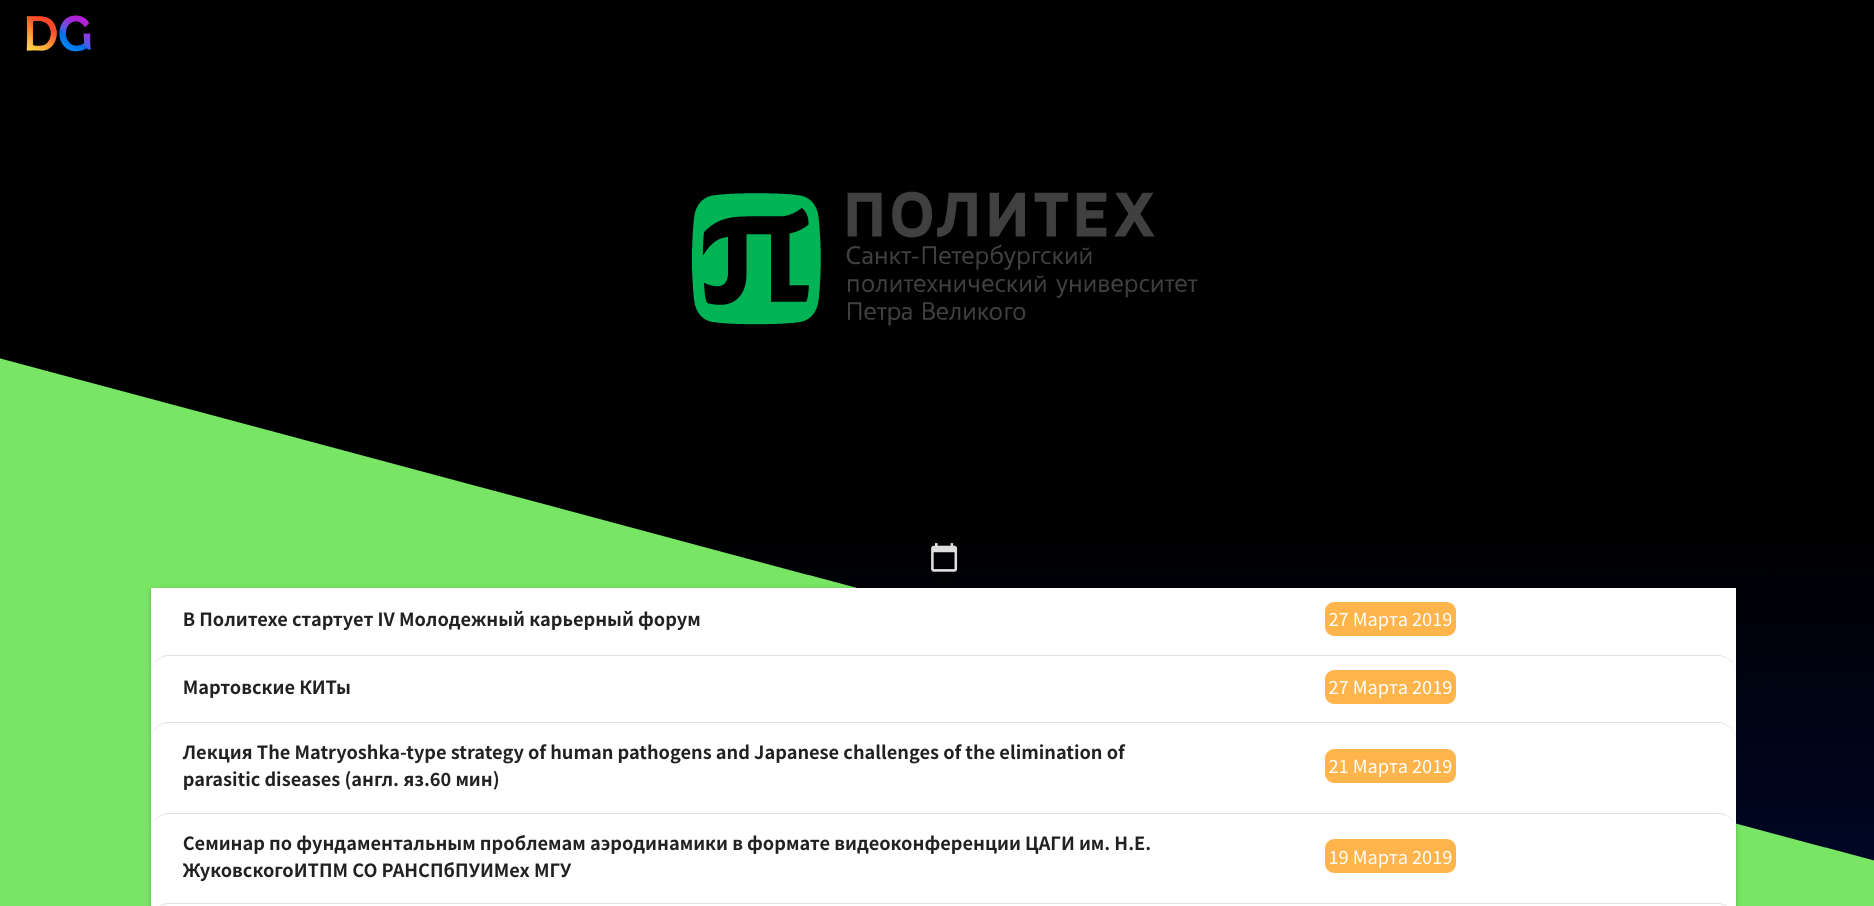 DG
ПОЛИТЕХ
Санкт-Петербургский
политехнический университет
Петра Великого
В Политехе стартует IV Молодежный карьерный форум
27 Марта 2019
Мартовские КИТы
27 Марта 2019
Лекция The Matryoshka-type strategy of human pathogens and Japanese challenges of the elimination of
parasitic diseases (англ. яз.60 мин)
21 Марта 2019
Семинар по фундаментальным проблемам аэродинамики в формате видеоконференции ЦАГИ им. Н.Е.
ЖуковскогоИТПМ СО РАНСПбПУИМех МГУ
19 Марта 2019